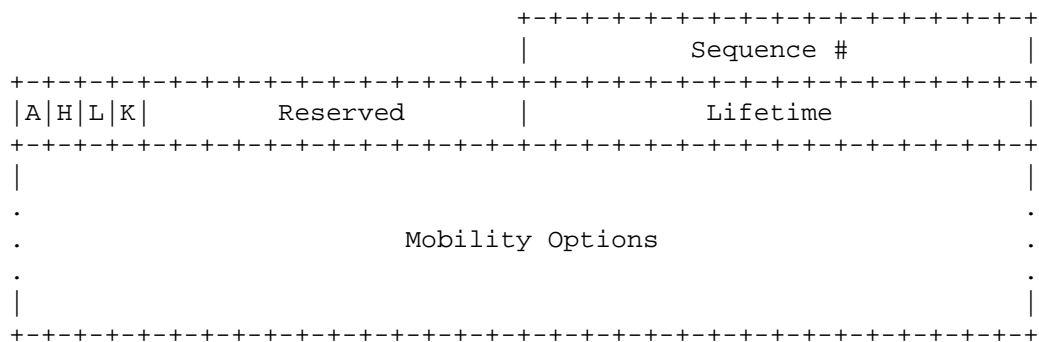 +-+-+-+-+-+-+-+-+-+-+-+-+-+-+-+-+
| Sequence # |
+-+-+-+-+-+-+-+-+-+-+-+-+-+-+-+-+-+-+-+-+-+-+-+-+-+-+-+-+-+-+-+-+
|A|H|L|K| Reserved | Lifetime |
+-+-+-+-+-+-+-+-+-+-+-+-+-+-+-+-+-+-+-+-+-+-+-+-+-+-+-+-+-+-+-+-+
| |
. .
. Mobility Options .
. .
| |
+-+-+-+-+-+-+-+-+-+-+-+-+-+-+-+-+-+-+-+-+-+-+-+-+-+-+-+-+-+-+-+-+